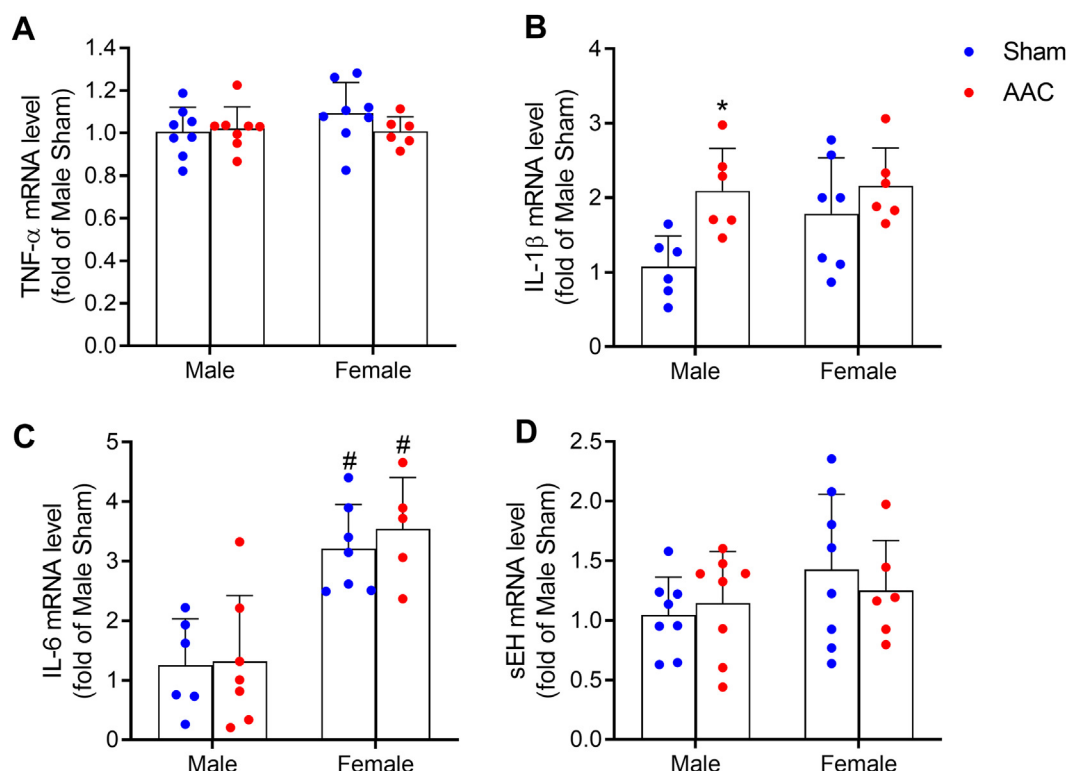 A
TNF-α mRNA level
(fold of Male Sham)
1.4
1.2
1.0
0.8
0.6
0.4
0.2
0.0
Male Female
B
IL-1β mRNA level
(fold of Male Sham)
4
3
2
1
0
*
Male Female
Sham
AAC
C
IL-6 mRNA level
(fold of Male Sham)
5
4
3
2
1
0
# #
Male Female
D
sEH mRNA level
(fold of Male Sham)
2.5
2.0
1.5
1.0
0.5
0.0
Male Female